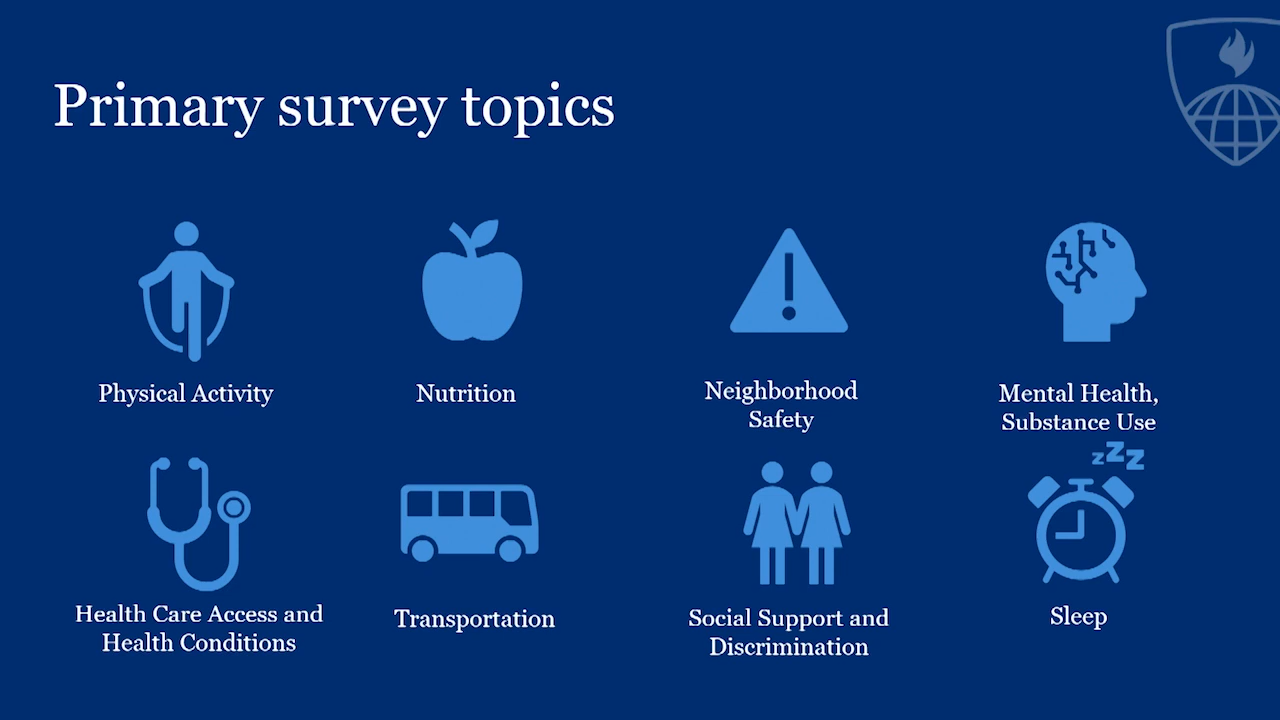 Primary survey topics
Physical Activity
Nutrition
Neighborhood
Safety
Mental Health,
Substance Use
zZZ
Health Care Access and
Health Conditions
Transportation
Social Support and
Discrimination
Sleep